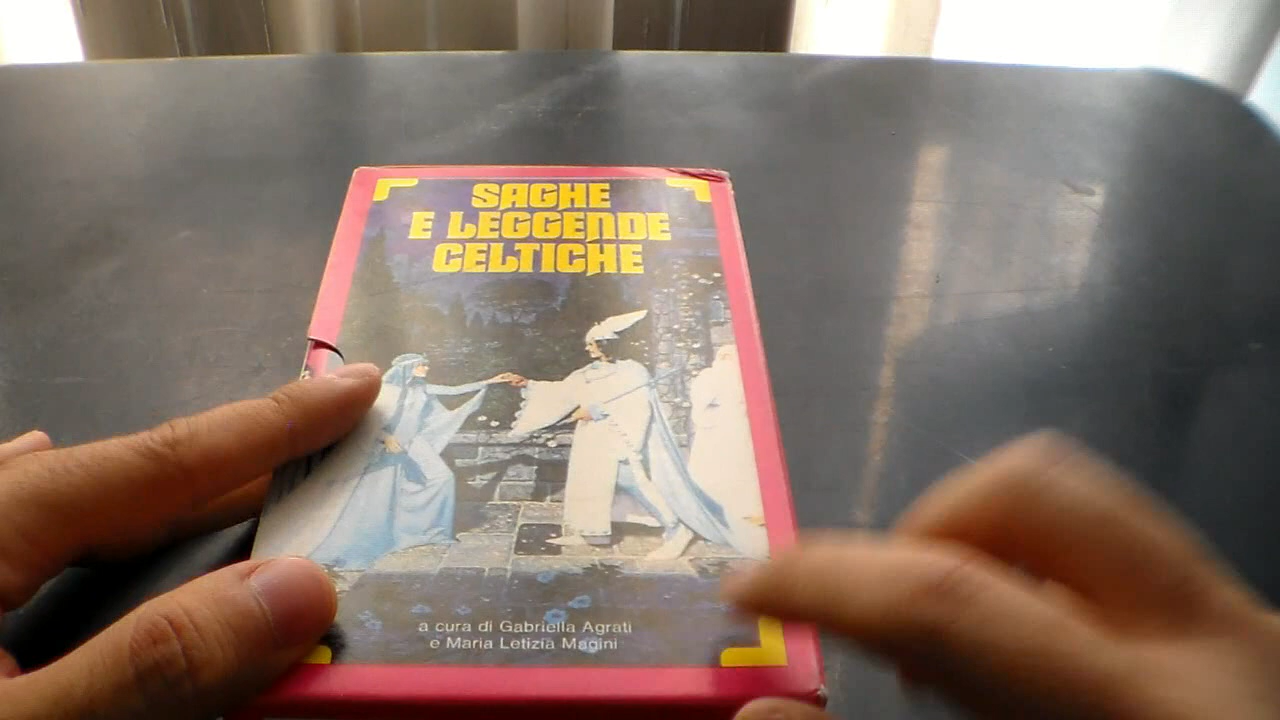 SAGHE
E LEGGENDE
CELTICHE
a cura di Gabriella Agrati
e Maria Letizia Magini